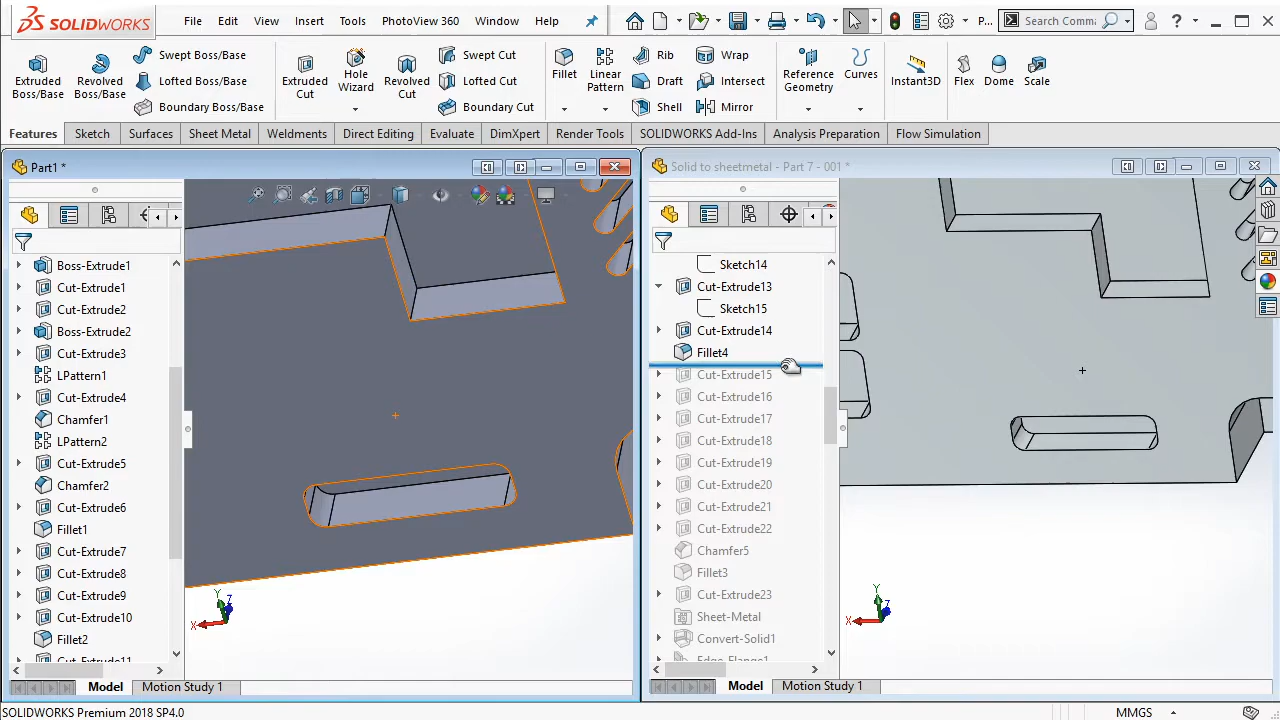 SOLIDWORKS
File Edit View Insert Tools PhotoView 360 Window Help
P...
Search Comma
Extruded Boss/Base
Revolved Boss/Base
Swept Boss/Base
Lofted Boss/Base
Boundary Boss/Base
Extruded Cut
Hole Wizard
Revolved Cut
Swept Cut
Lofted Cut
Boundary Cut
Fillet
Linear Pattern
Rib
Draft
Shell
Wrap
Intersect
Mirror
Reference Geometry
Curves
Instant3D
Flex
Dome
Scale
Features Sketch Surfaces Sheet Metal Weldments Direct Editing Evaluate DimXpert Render Tools SOLIDWORKS Add-Ins Analysis Preparation Flow Simulation
Part1 *
Boss-Extrude1
Cut-Extrude1
Cut-Extrude2
Boss-Extrude2
Cut-Extrude3
LPattern1
Cut-Extrude4
Chamfer1
LPattern2
Cut-Extrude5
Chamfer2
Cut-Extrude6
Fillet1
Cut-Extrude7
Cut-Extrude8
Cut-Extrude9
Cut-Extrude10
Fillet2
Cut-Extrude11
Y
Z
X
Model Motion Study 1
Solid to sheetmetal - Part 7 - 001 *
Sketch14
Cut-Extrude13
Sketch15
Cut-Extrude14
Fillet4
Cut-Extrude15
Cut-Extrude16
Cut-Extrude17
Cut-Extrude18
Cut-Extrude19
Cut-Extrude20
Cut-Extrude21
Cut-Extrude22
Chamfer5
Fillet3
Cut-Extrude23
Sheet-Metal
Convert-Solid1
Edge-Flange1
Y
Z
X
Model Motion Study 1
SOLIDWORKS Premium 2018 SP4.0
MMGS